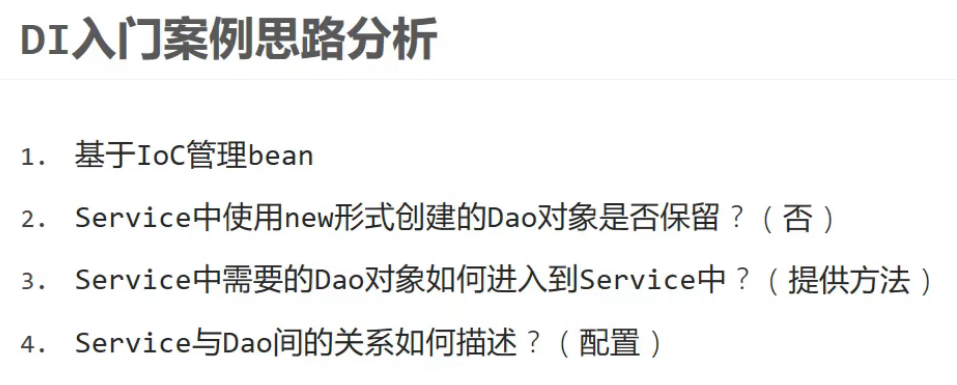 DI入门案例思路分析
1. 基于IoC管理bean
2. Service中使用new形式创建的Dao对象是否保留？（否）
3. Service中需要的Dao对象如何进入到Service中？（提供方法）
4. Service与Dao间的关系如何描述？（配置）